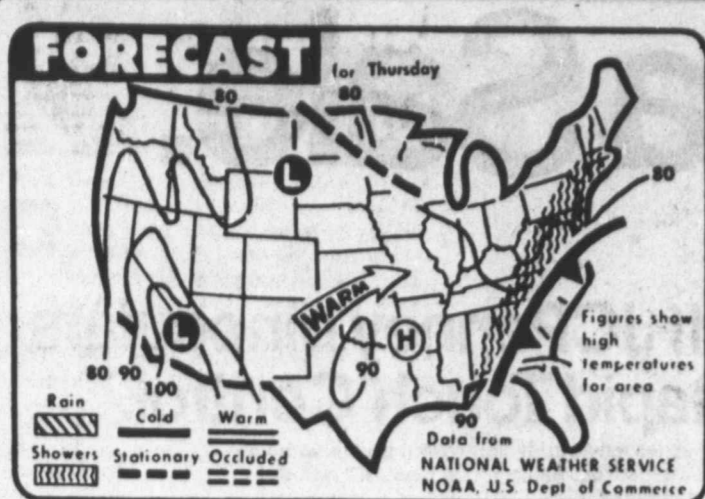 FORECAST for Thursday
80 80
80
L
WARM
L
H
90
80 90 100
90
Figures show
high
temperatures
for area
Rain Cold Warm
Showers Stationary Occluded
Data from
NATIONAL WEATHER SERVICE
NOAA, U.S. Dept of Commerce